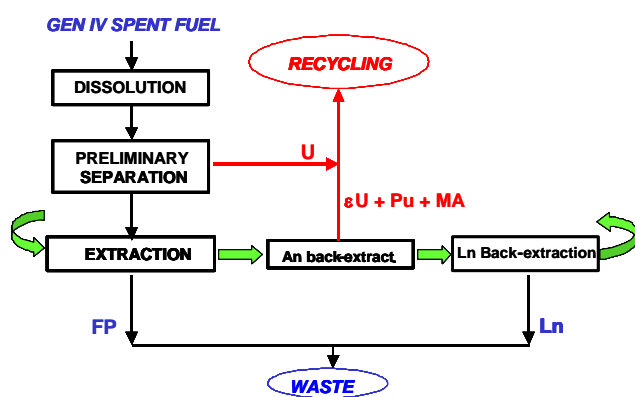 GEN IV SPENT FUEL
RECYCLING
DISSOLUTION
PRELIMINARY
SEPARATION
U
εU + Pu + MA
EXTRACTION
An back-extract.
Ln Back-extraction
FP
Ln
WASTE